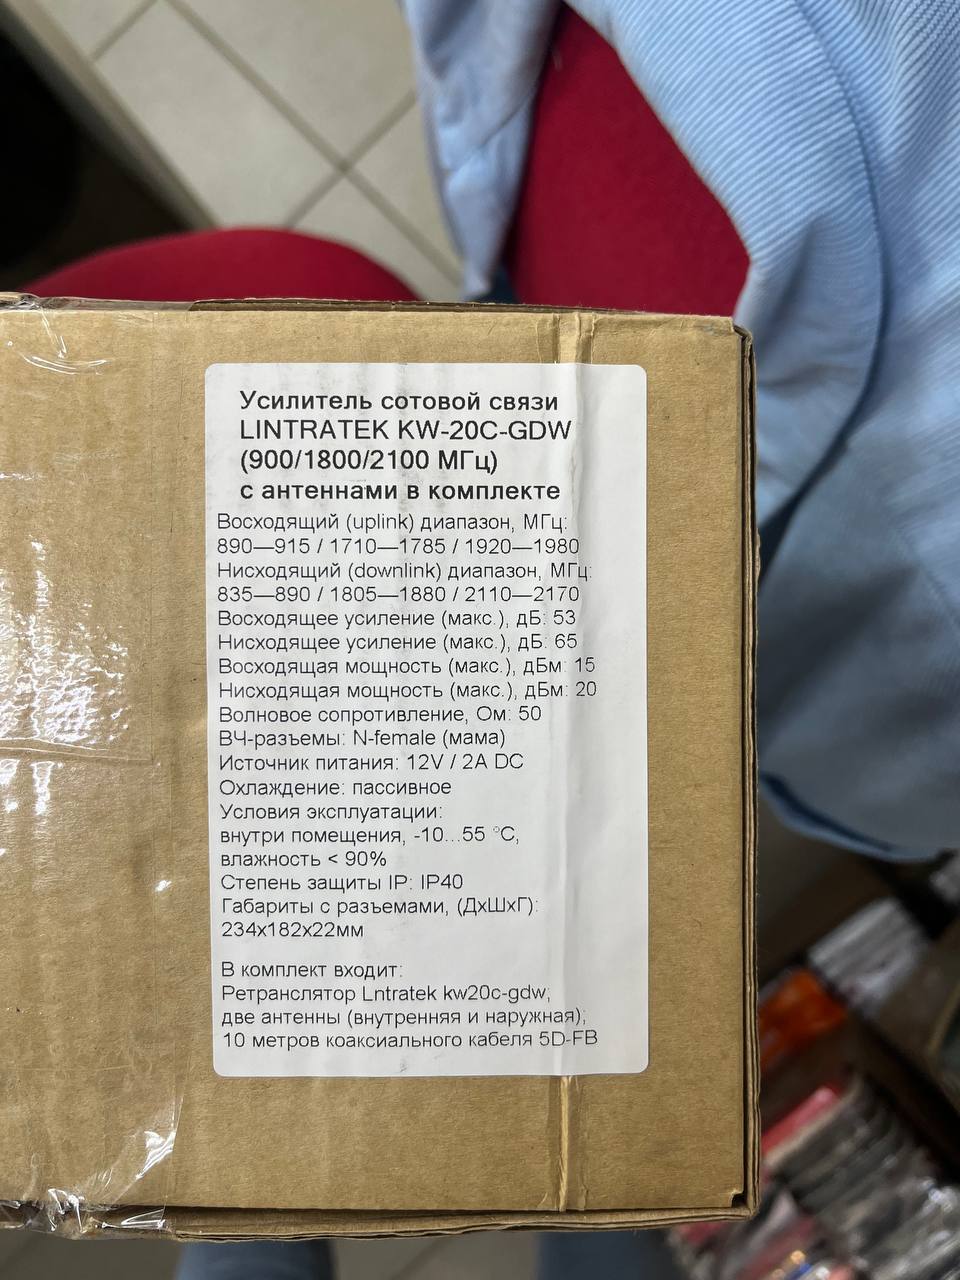 Усилитель сотовой связи
LINTRATEK KW-20C-GDW
(900/1800/2100 МГц)
с антеннами в комплекте
Восходящий (uplink) диапазон, МГц:
890—915 / 1710—1785 / 1920—1980
Нисходящий (downlink) диапазон, МГц:
835—890 / 1805—1880 / 2110—2170
Восходящее усиление (макс.), дБ: 53
Нисходящее усиление (макс.), дБ: 65
Восходящая мощность (макс.), дБм: 15
Нисходящая мощность (макс.), дБм: 20
Волновое сопротивление, Ом: 50
ВЧ-разъемы: N-female (мама)
Источник питания: 12V / 2A DC
Охлаждение: пассивное
Условия эксплуатации:
внутри помещения, -10...55 °C,
влажность < 90%
Степень защиты IP: IP40
Габариты с разъемами, (ДхШхГ):
234х182х22мм
В комплект входит:
Ретранслятор Lntratek kw20c-gdw;
две антенны (внутренняя и наружная);
10 метров коаксиального кабеля 5D-FB